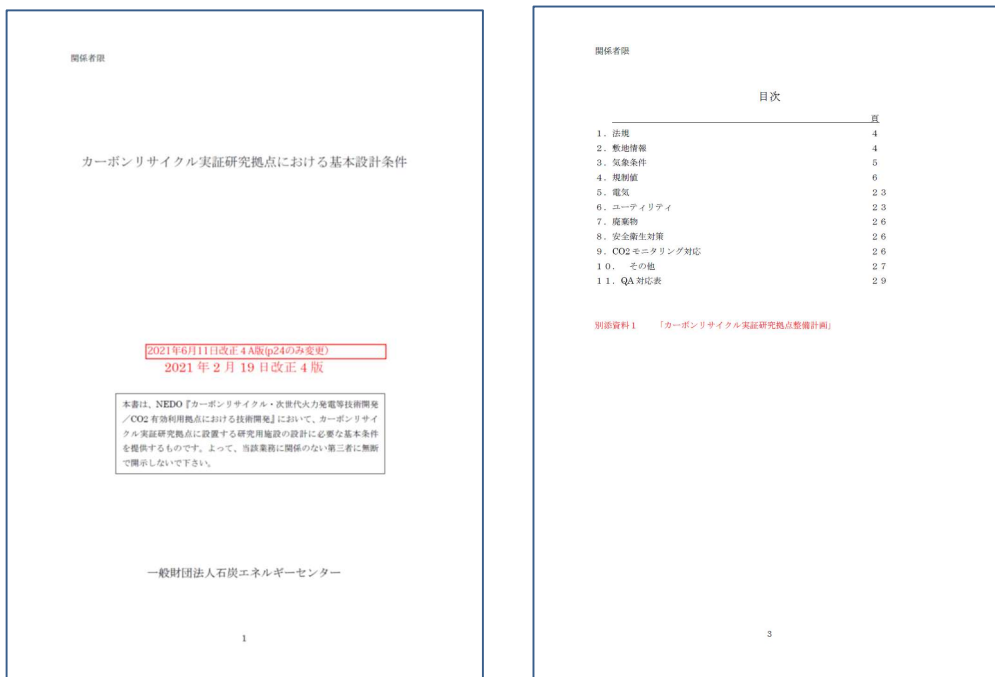 関係者限
カーボンリサイクル実証研究拠点における基本設計条件
2021年6月11日改正4A版(p24のみ変更)
2021年2月19日改正4版
本書は、NEDO『カーボンリサイクル・次世代火力発電等技術開発
／CO2有効利用拠点における技術開発』において、カーボンリサイ
クル実証研究拠点に設置する研究用施設の設計に必要な基本条件
を提供するものです。よって、当該業務に関係のない第三者に無断
で開示しないで下さい。
一般財団法人石炭エネルギーセンター
1
関係者限
目次
頁
1．法規 4
2．敷地情報 4
3．気象条件 5
4．規制値 6
5．電気 23
6．ユーティリティ 23
7．廃棄物 26
8．安全衛生対策 26
9．CO2モニタリング対応 26
10． その他 27
11．QA対応表 29
別添資料1 「カーボンリサイクル実証研究拠点整備計画」
3